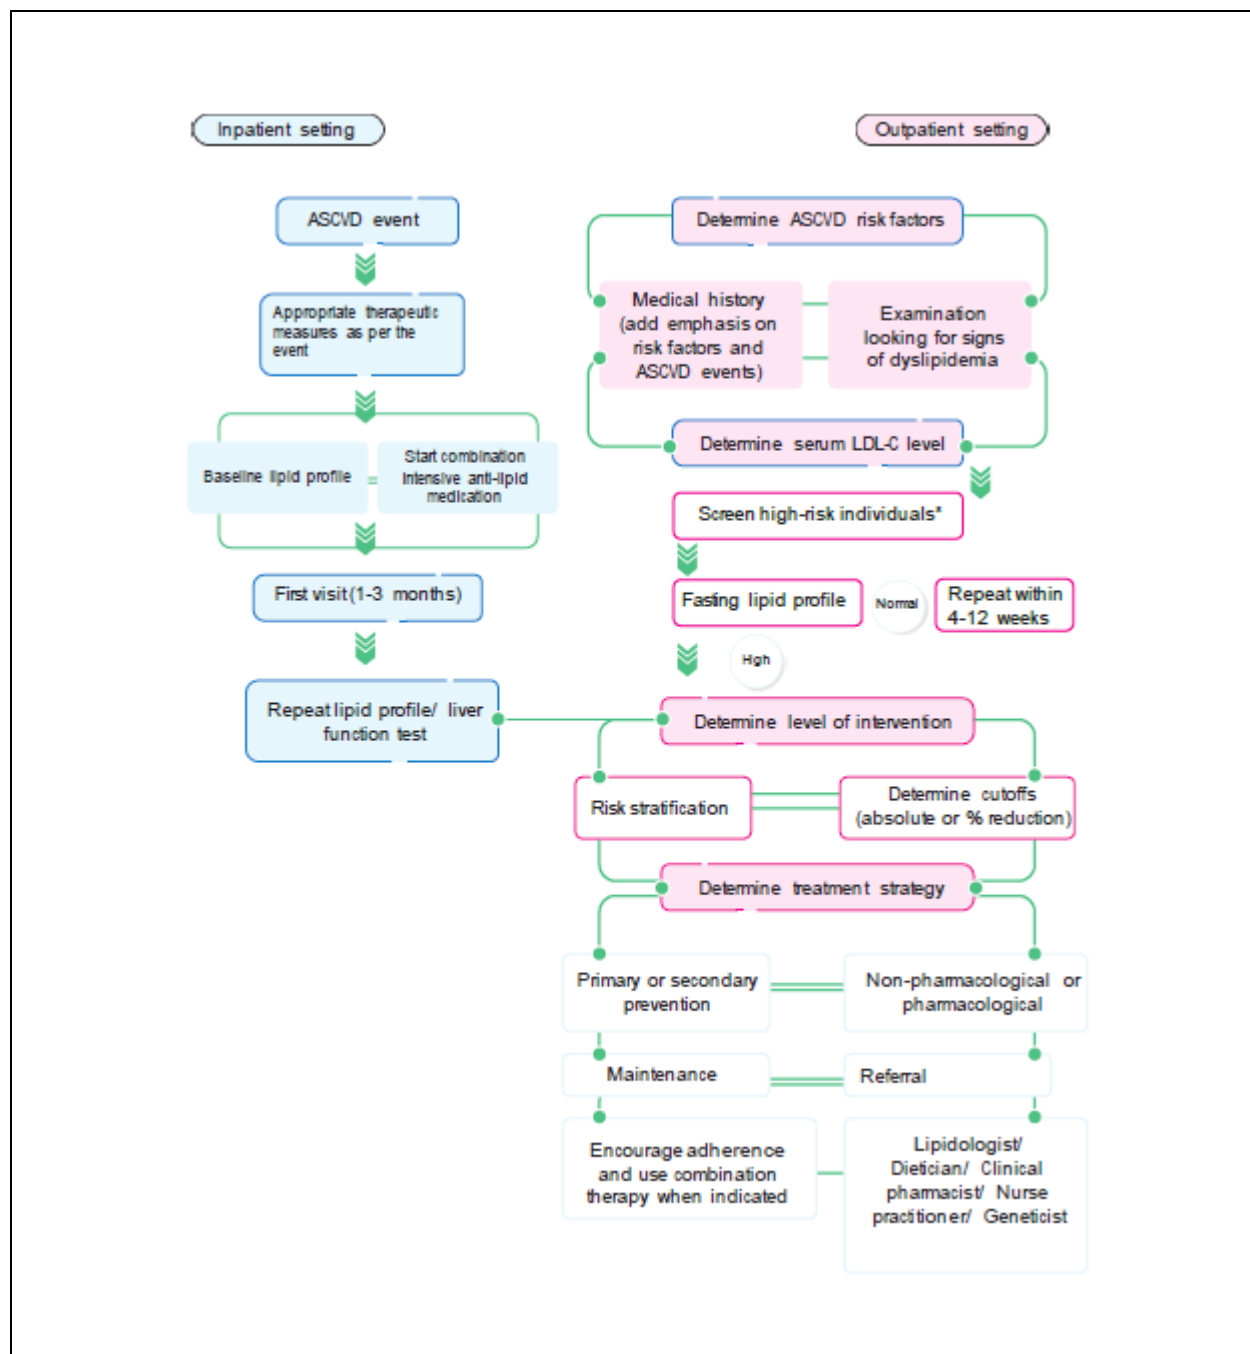 Inpatient setting
Outpatient setting
ASCVD event
Appropriate therapeutic
measures as per the
event
Baseline lipid profile
Start combination
Intensive anti-lipid
medication
First visit (1-3 months)
Repeat lipid profile/ liver
function test
Determine ASCVD risk factors
Medical history
(add emphasis on
risk factors and
ASCVD events)
Examination
looking for signs
of dyslipidemia
Determine serum LDL-C level
Screen high-risk individuals*
Fasting lipid profile
Normal
Repeat within
4-12 weeks
High
Determine level of intervention
Risk stratification
Determine cutoffs
(absolute or % reduction)
Determine treatment strategy
Primary or secondary
prevention
Non-pharmacological or
pharmacological
Maintenance
Referral
Encourage adherence
and use combination
therapy when indicated
Lipidologist/
Dietician/ Clinical
pharmacist/ Nurse
practitioner/ Geneticist